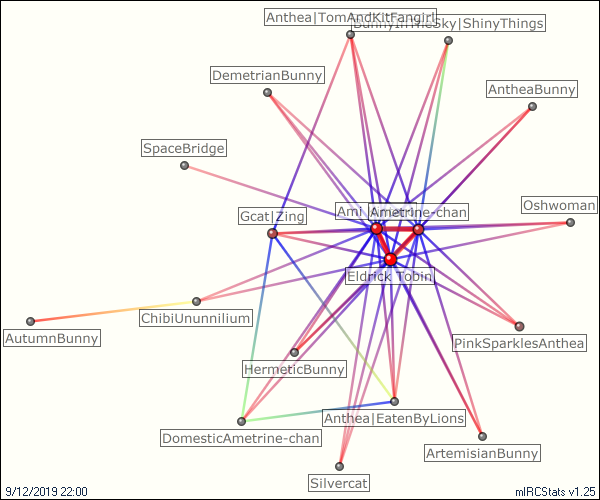 Anthea|TomAndKitFangirl
BunnyInTheSky|ShinyThings
DemetrianBunny
AntheaBunny
SpaceBridge
Oshwoman
Gcat|Zing
Ami
Ametrine-chan
Eldrick Tobin
ChibiUnunnilium
AutumnBunny
PinkSparklesAnthea
HermeticBunny
Anthea|EatenByLions
DomesticAmetrine-chan
ArtemisianBunny
Silvercat
9/12/2019 22:00
mIRCStats v1.25